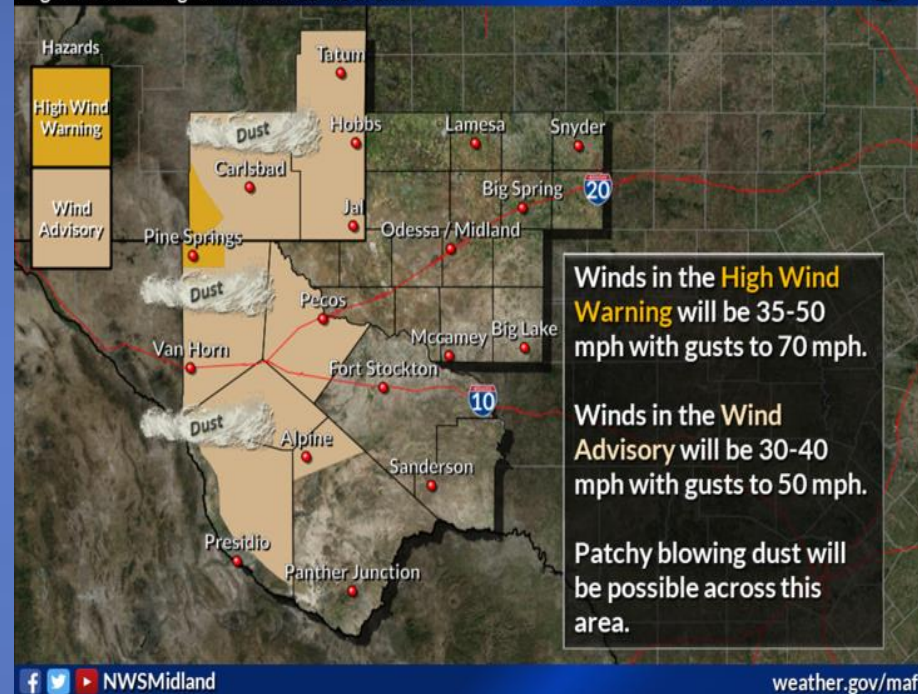 Hazards
High Wind
Warning
Wind
Advisory
Tatum
Dust
Hobbs
Lamesa
Snyder
Carlsbad
Big Spring
20
Jal
Odessa / Midland
Pine Springs
Dust
Pecos
Van Horn
Mccamey
Big Lake
Fort Stockton
10
Dust
Alpine
Sanderson
Presidio
Panther Junction
Winds in the High Wind
Warning will be 35-50
mph with gusts to 70 mph.
Winds in the Wind
Advisory will be 30-40
mph with gusts to 50 mph.
Patchy blowing dust will
be possible across this
area.
NWSMidland
weather.gov/maf